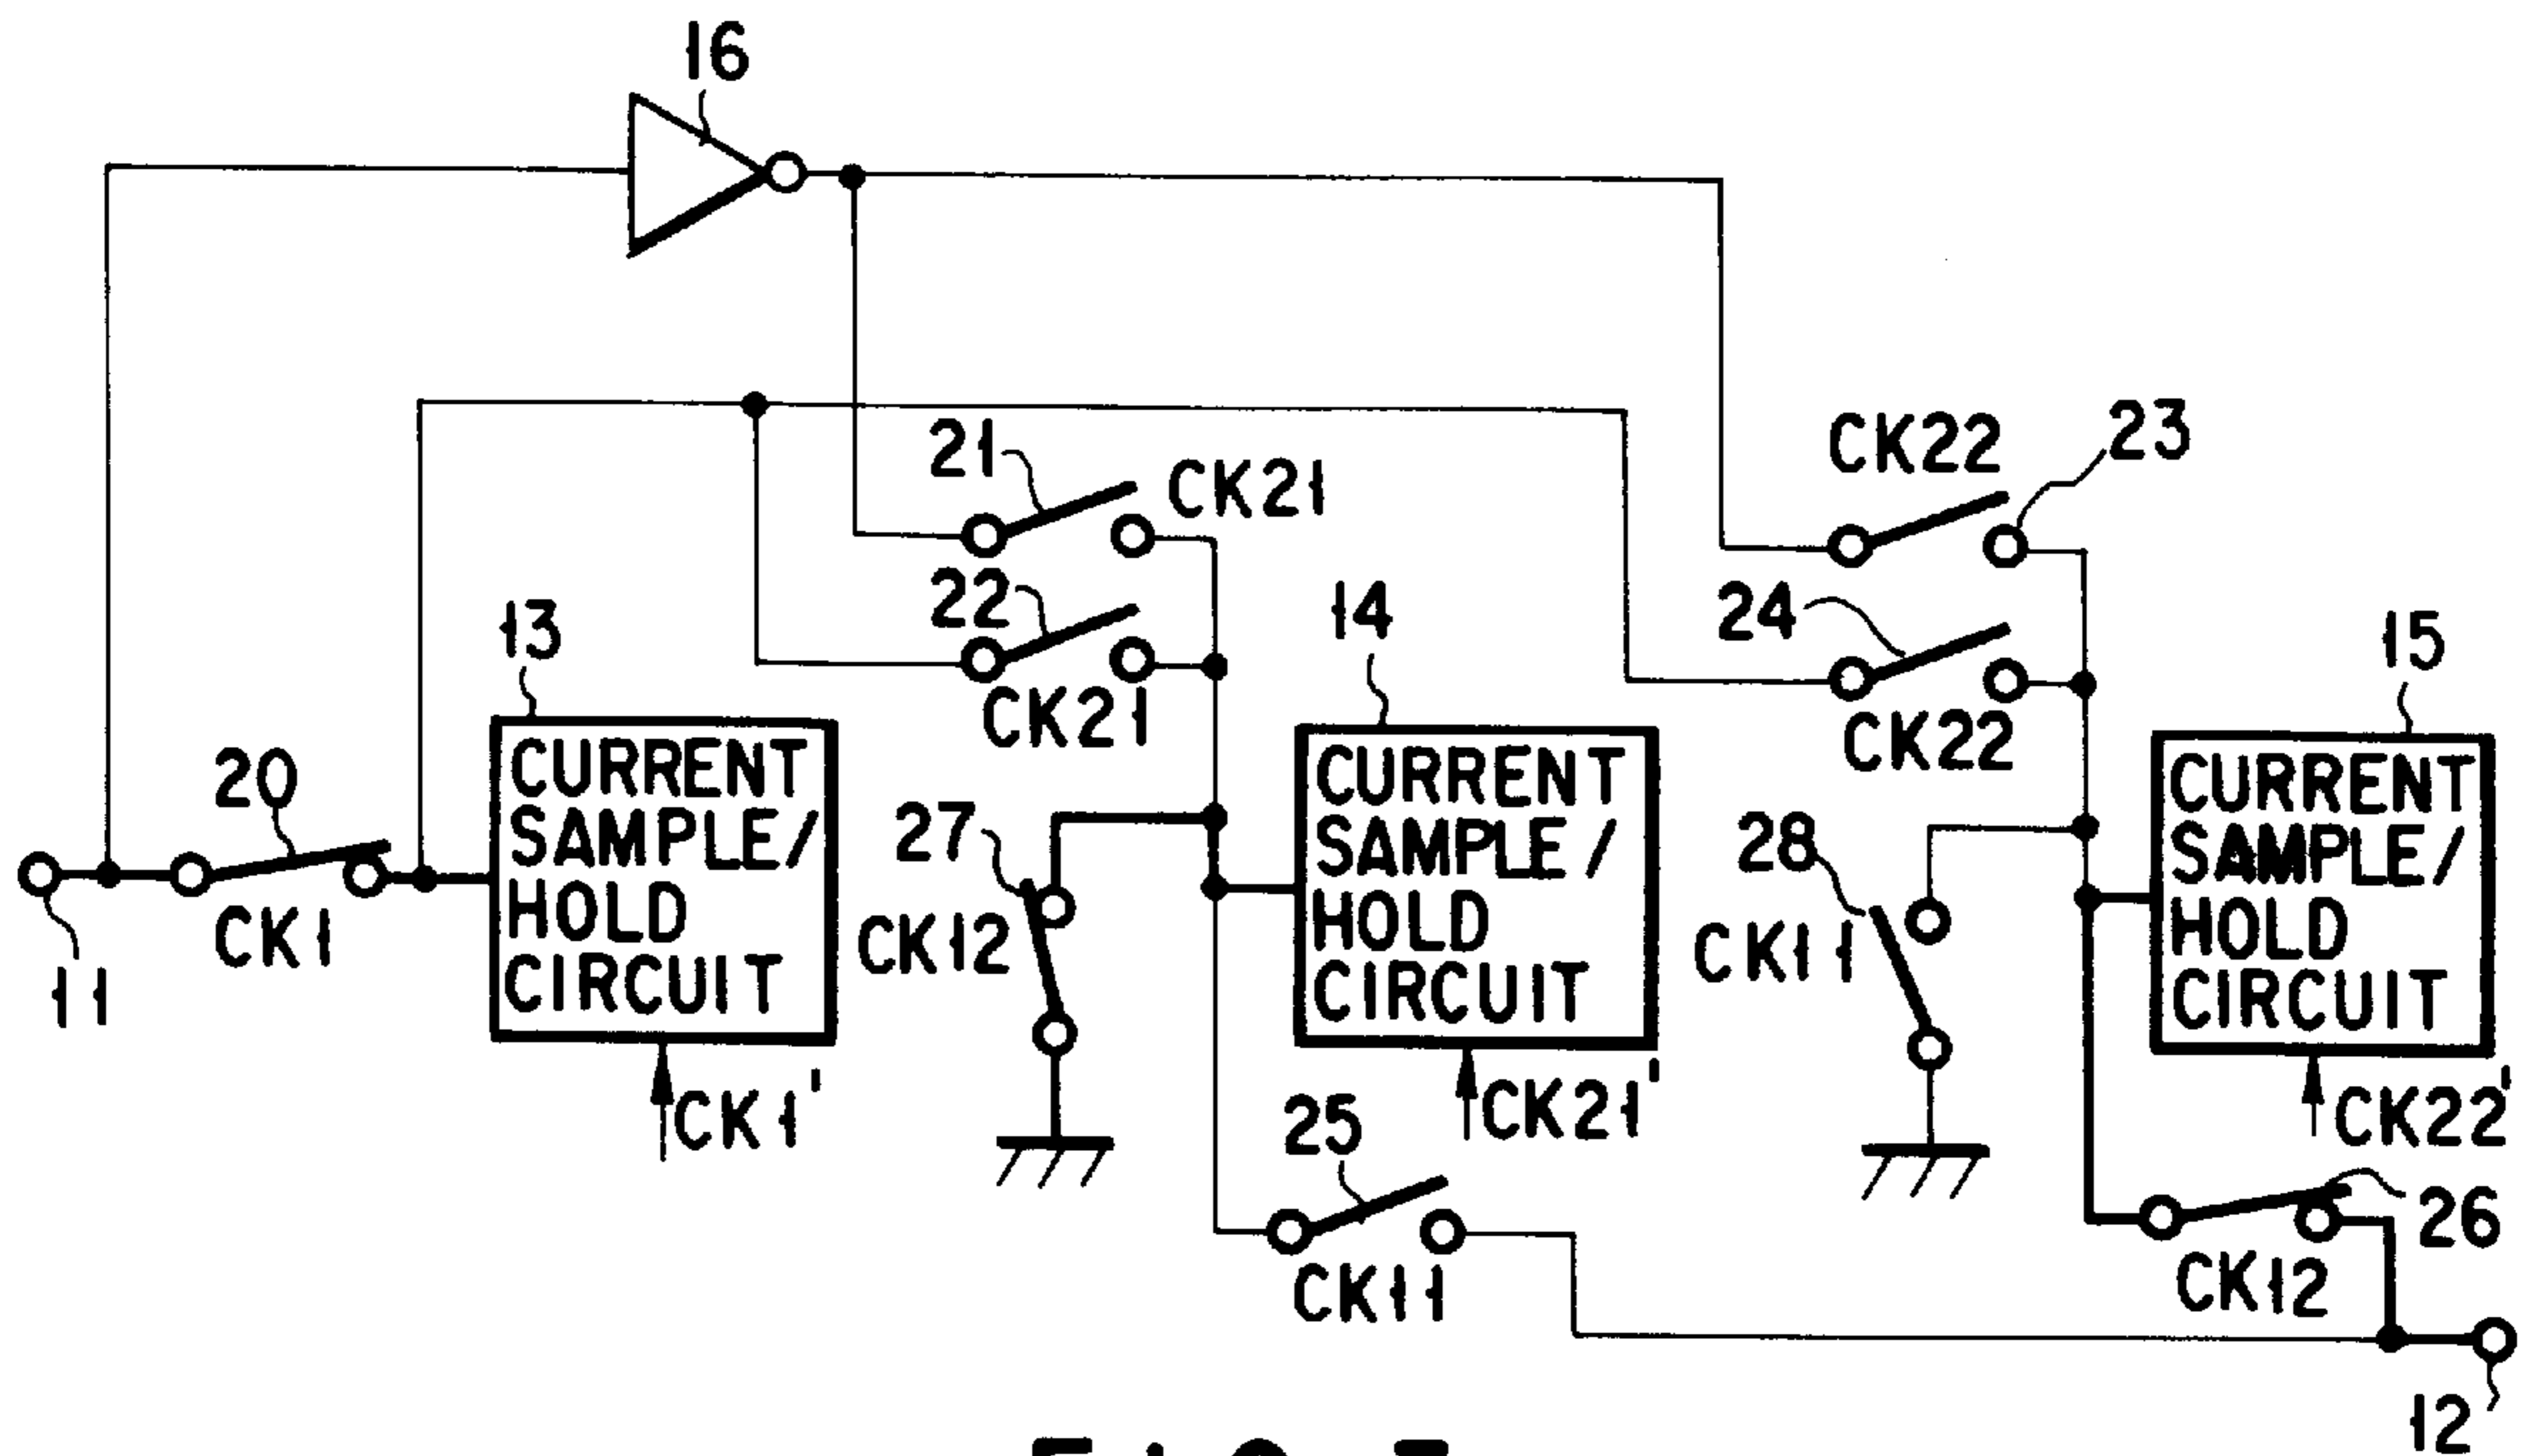 16
21
CK21
CK22
23
22
CK21
24
CK22
13
14
15
20
CK1
11
CURRENT
SAMPLE/
HOLD
CIRCUIT
CK1'
27
CK12
CURRENT
SAMPLE/
HOLD
CIRCUIT
CK21'
28
CK11
CURRENT
SAMPLE/
HOLD
CIRCUIT
CK22'
25
CK11
26
CK12
12